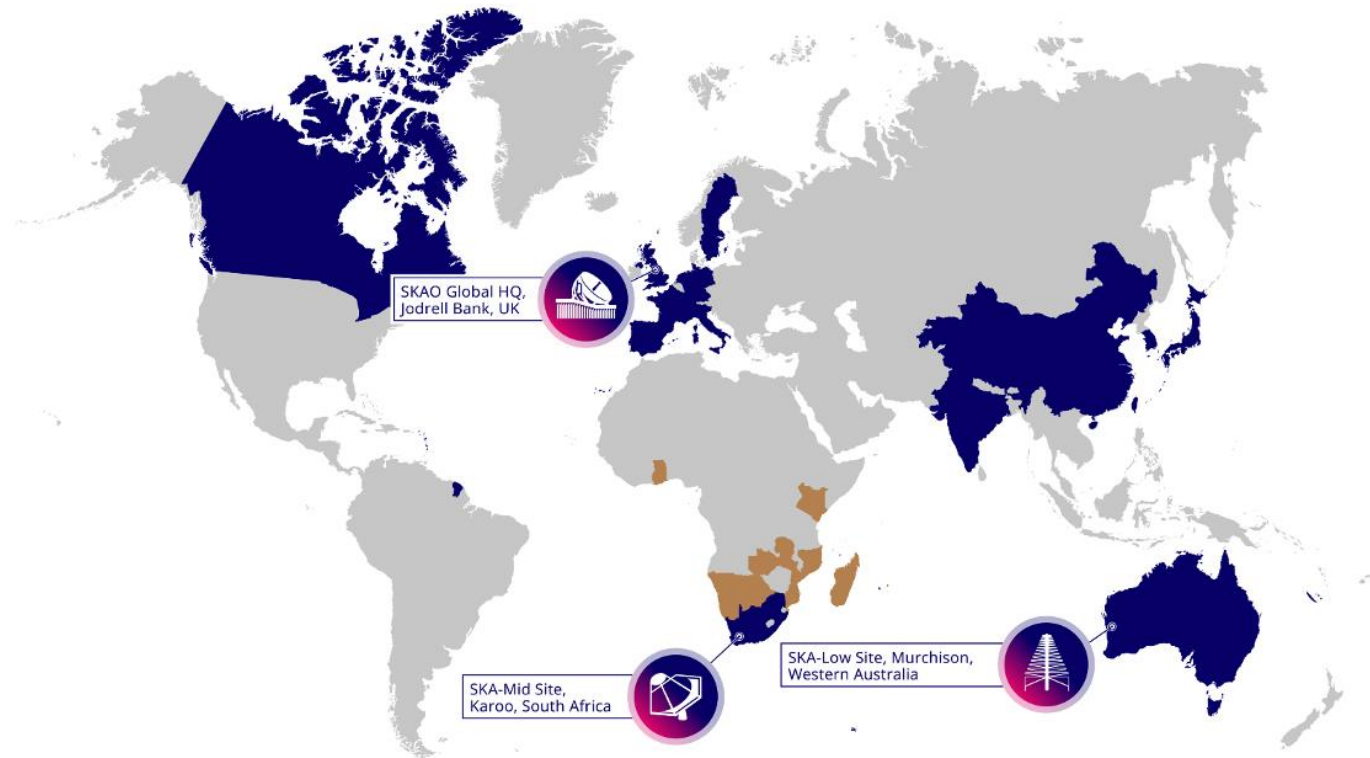 SKAO Global HQ,
Jodrell Bank, UK
SKA-Mid Site,
Karoo, South Africa
SKA-Low Site, Murchison,
Western Australia